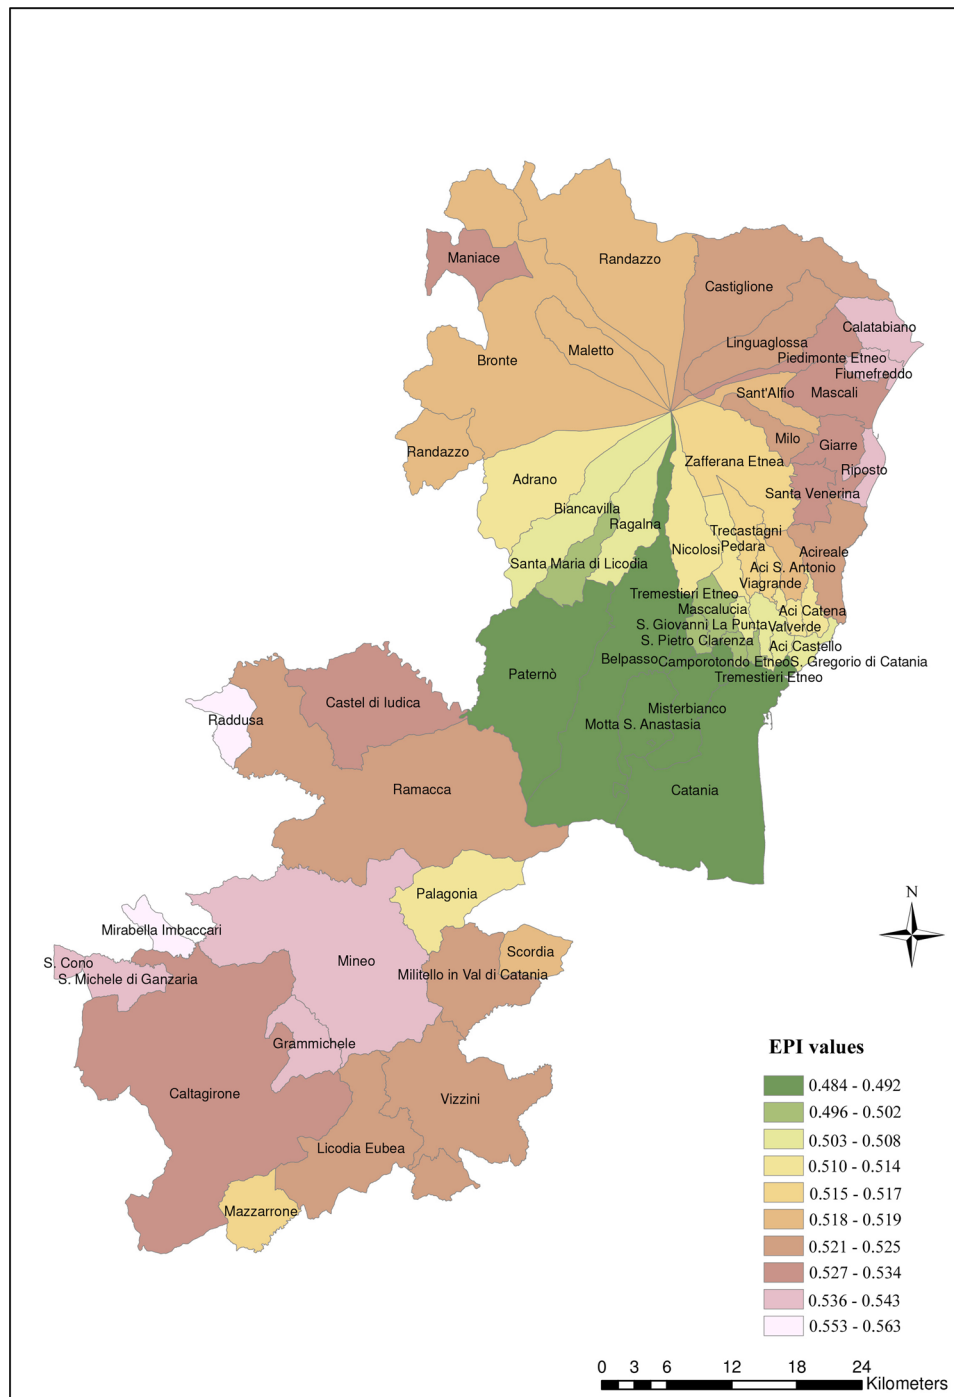 Maniace
Randazzo
Castiglione
Calatabiano
Linguaglossa
Maletto
Bronte
Piedimonte Etneo
Fiumefreddo
Sant'Alfio
Mascali
Milo
Giarre
Randazzo
Zafferana Etnea
Riposto
Adrano
Santa Venerina
Biancavilla
Ragalna
Trecastagni
Nicolosi
Pedara
Acireale
Santa Maria di Licodia
Aci S. Antonio
Viagrande
Tremestieri Etneo
Mascalucia
Aci Catena
S. Giovanni La Punta
Valverde
S. Pietro Clarenza
Aci Castello
Belpasso
Camporotondo Etneo
S. Gregorio di Catania
Paternò
Tremestieri Etneo
Castel di Iudica
Misterbianco
Raddusa
Motta S. Anastasia
Ramacca
Catania
Palagonia
N
Mirabella Imbaccari
Scordia
S. Cono
Mineo
S. Michele di Ganzaria
Militello in Val di Catania
Grammichele
Caltagirone
Vizzini
Licodia Eubea
Mazzarrone
EPI values
0.484 - 0.492
0.496 - 0.502
0.503 - 0.508
0.510 - 0.514
0.515 - 0.517
0.518 - 0.519
0.521 - 0.525
0.527 - 0.534
0.536 - 0.543
0.553 - 0.563
0 3 6 12 18 24
Kilometers